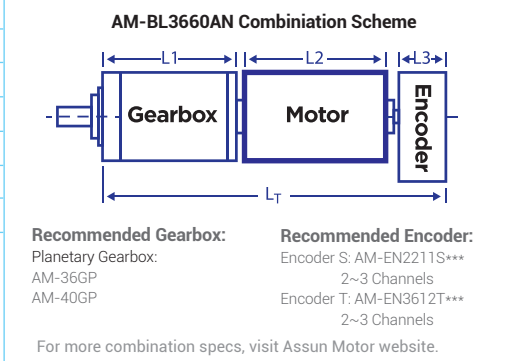 AM-BL3660AN Combiniation Scheme
L1 L2 L3
Gearbox Motor Encoder
LT
Recommended Gearbox:
Planetary Gearbox:
AM-36GP
AM-40GP
Recommended Encoder:
Encoder S: AM-EN2211S***
2~3 Channels
Encoder T: AM-EN3612T***
2~3 Channels
For more combination specs, visit Assun Motor website.